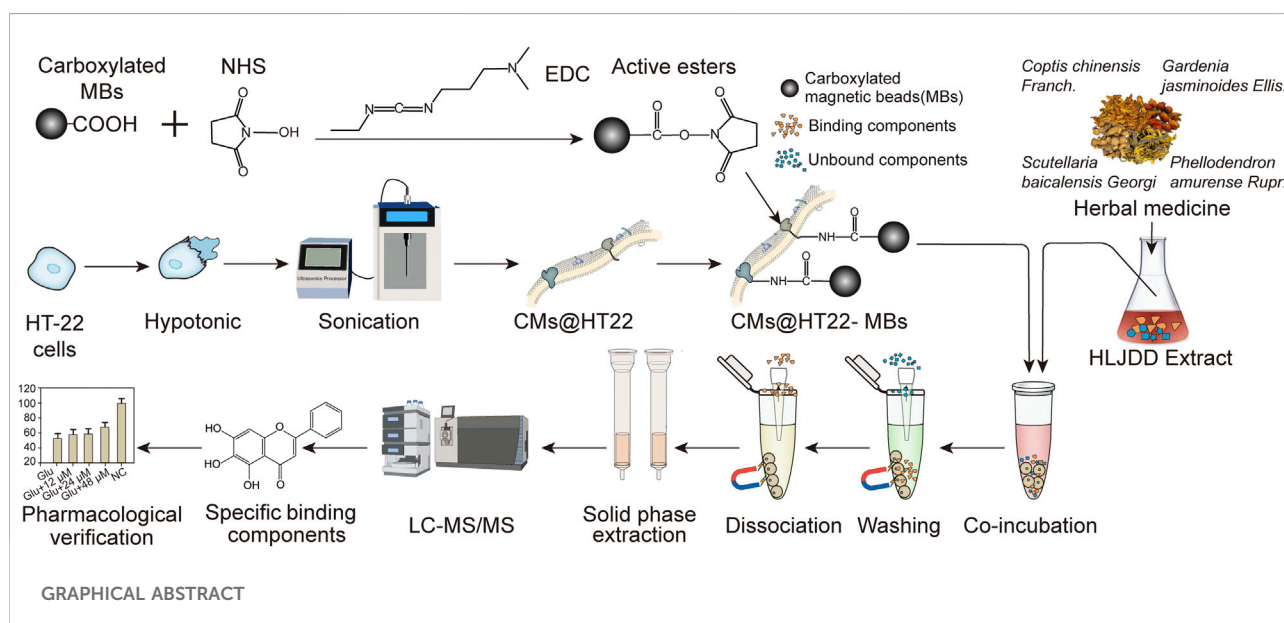 Carboxylated
MBs
COOH
+
NHS
O
N
OH
O
N
C
N
N
EDC
Active esters
O
C
O
N
O
O
Carboxylated
magnetic beads(MBs)
Binding components
Unbound components
Coptis chinensis
Franch.
Gardenia
jasminoides Ellis.
Scutellaria
baicalensis Georgi
Phellodendron
amurense Rupr.
Herbal medicine
HT-22
cells
Hypotonic
Ultrasonics Processor
Sonication
CMs@HT22
O
NH
C
O
NH
C
CMs@HT22- MBs
HLJDD Extract
Co-incubation
Washing
Dissociation
Solid phase
extraction
LC-MS/MS
HO
HO
OH
O
O
Specific binding
components
120
100
80
60
40
20
Glu
Glu+12 μM
Glu+24 μM
Glu+48 μM
NC
Pharmacological
verification
GRAPHICAL ABSTRACT